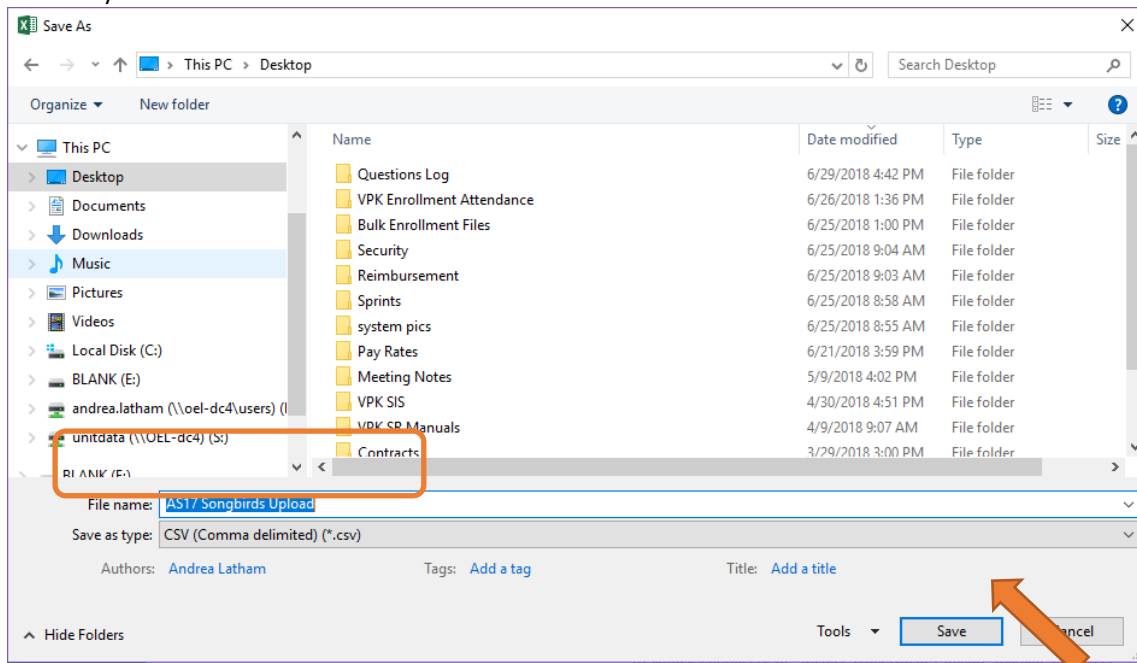 Save As
This PC > Desktop
Search Desktop
Organize
New folder
Name Date modified Type Size
This PC
Desktop
Documents
Downloads
Music
Pictures
Videos
Local Disk (C:)
BLANK (E:)
andrea.latham (\\oel-dc4\users) (
unitdata (\\OEL-dc4) (S:)
BLANK (E:)
Questions Log 6/29/2018 4:42 PM File folder
VPK Enrollment Attendance 6/26/2018 1:36 PM File folder
Bulk Enrollment Files 6/25/2018 1:00 PM File folder
Security 6/25/2018 9:04 AM File folder
Reimbursement 6/25/2018 9:03 AM File folder
Sprints 6/25/2018 8:58 AM File folder
system pics 6/25/2018 8:55 AM File folder
Pay Rates 6/21/2018 3:59 PM File folder
Meeting Notes 5/9/2018 4:02 PM File folder
VPK SIS 4/30/2018 4:51 PM File folder
VPK SR Manuals 4/9/2018 9:07 AM File folder
Contracts 3/29/2018 3:00 PM File folder
File name: AS17 Songbirds Upload
Save as type: CSV (Comma delimited) (*.csv)
Authors: Andrea Latham Tags: Add a tag Title: Add a title
Hide Folders
Tools Save Cancel